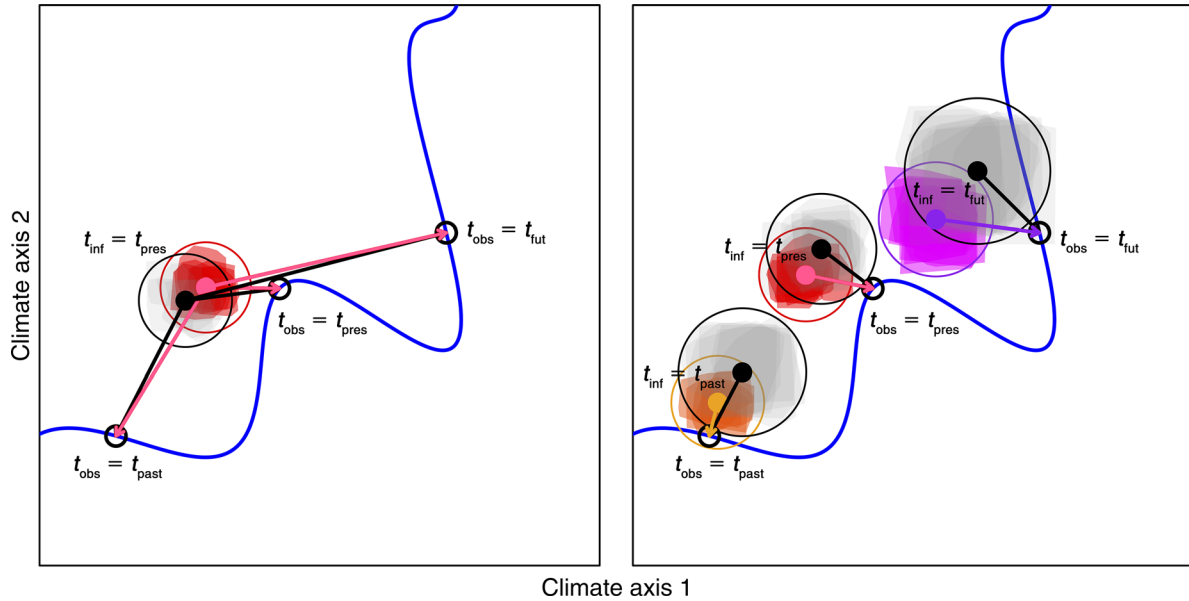 Climate axis 2
t_inf = t_pres
t_obs = t_fut
t_obs = t_pres
t_obs = t_past
t_inf = t_fut
t_obs = t_fut
t_inf = t_pres
t_obs = t_pres
t_inf = t_past
t_obs = t_past
Climate axis 1